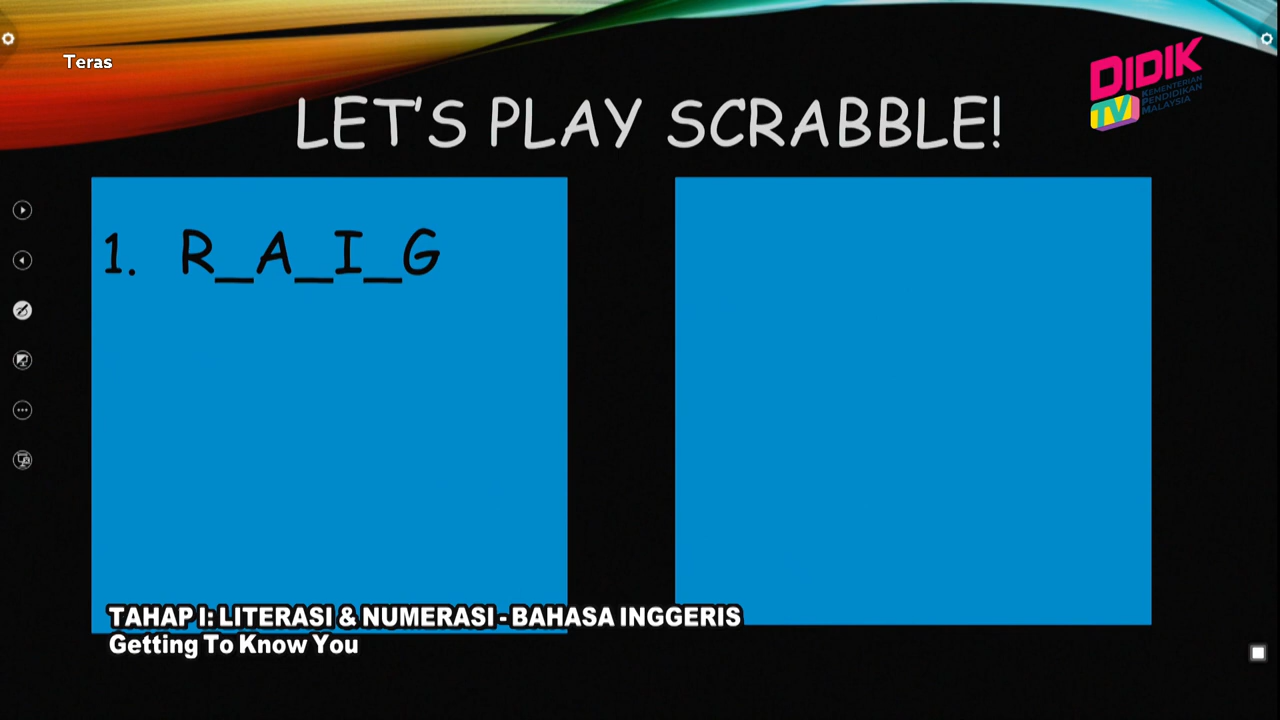 Teras
DIDIK
TV
KEMENTERIAN
PENDIDIKAN
MALAYSIA
LET'S PLAY SCRABBLE!
1. R_A_I_G
TAHAP I: LITERASI & NUMERASI - BAHASA INGGERIS
Getting To Know You